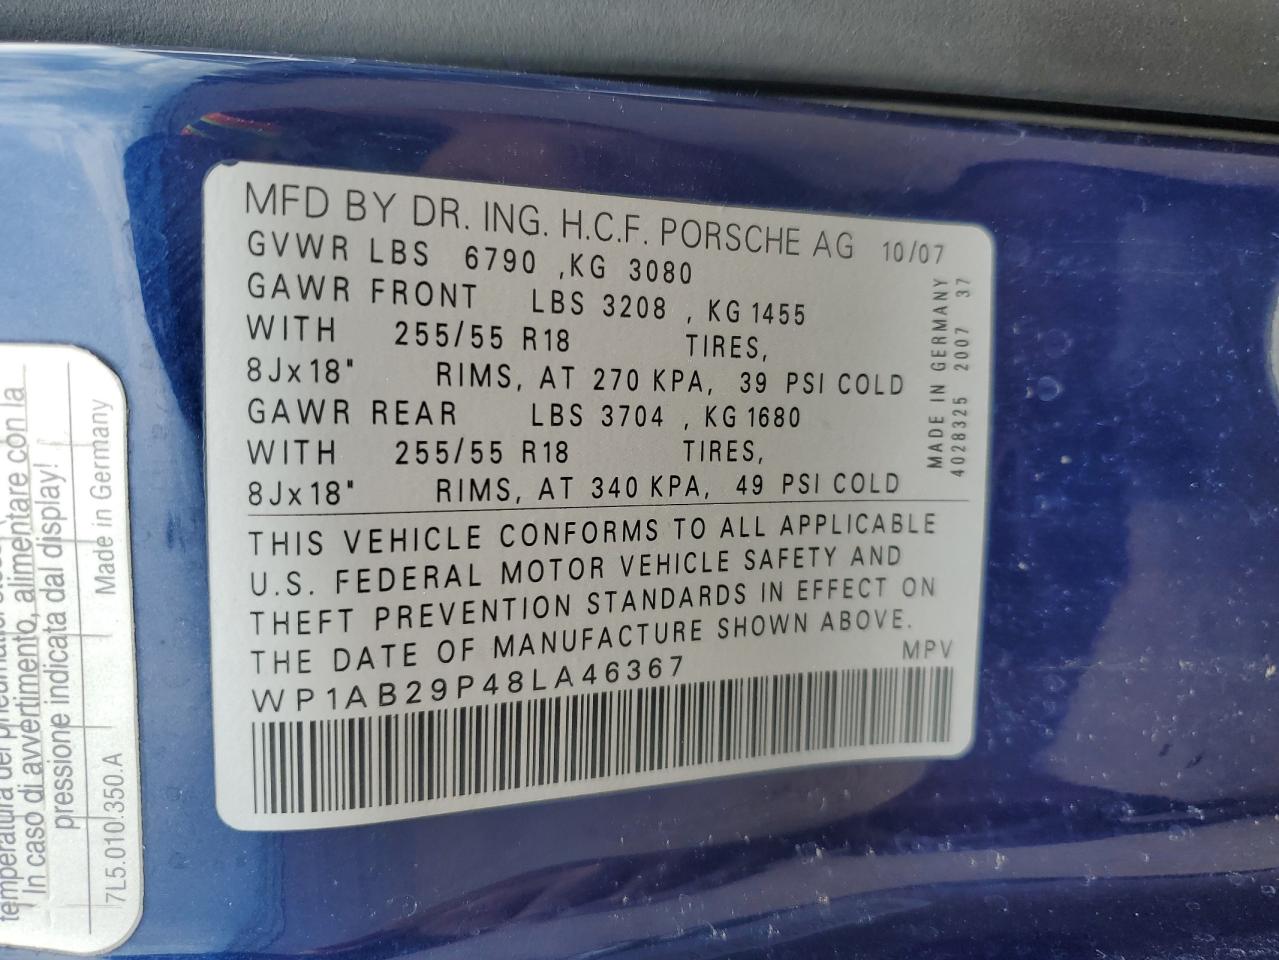 MFD BY DR. ING. H.C.F. PORSCHE AG 10/07
GVWR LBS 6790 ,KG 3080
GAWR FRONT LBS 3208 , KG 1455
WITH 255/55 R18 TIRES,
8Jx18" RIMS, AT 270 KPA, 39 PSI COLD
GAWR REAR LBS 3704 , KG 1680
WITH 255/55 R18 TIRES,
8Jx18" RIMS, AT 340 KPA, 49 PSI COLD
THIS VEHICLE CONFORMS TO ALL APPLICABLE
U.S. FEDERAL MOTOR VEHICLE SAFETY AND
THEFT PREVENTION STANDARDS IN EFFECT ON
THE DATE OF MANUFACTURE SHOWN ABOVE.
WP1AB29P48LA46367 MPV
MADE IN GERMANY
4028325 2007 37
temperatura dei pneumatici
In caso di avvertimento, alimentare con la
pressione indicata dal display!
7L5.010.350.A Made in Germany